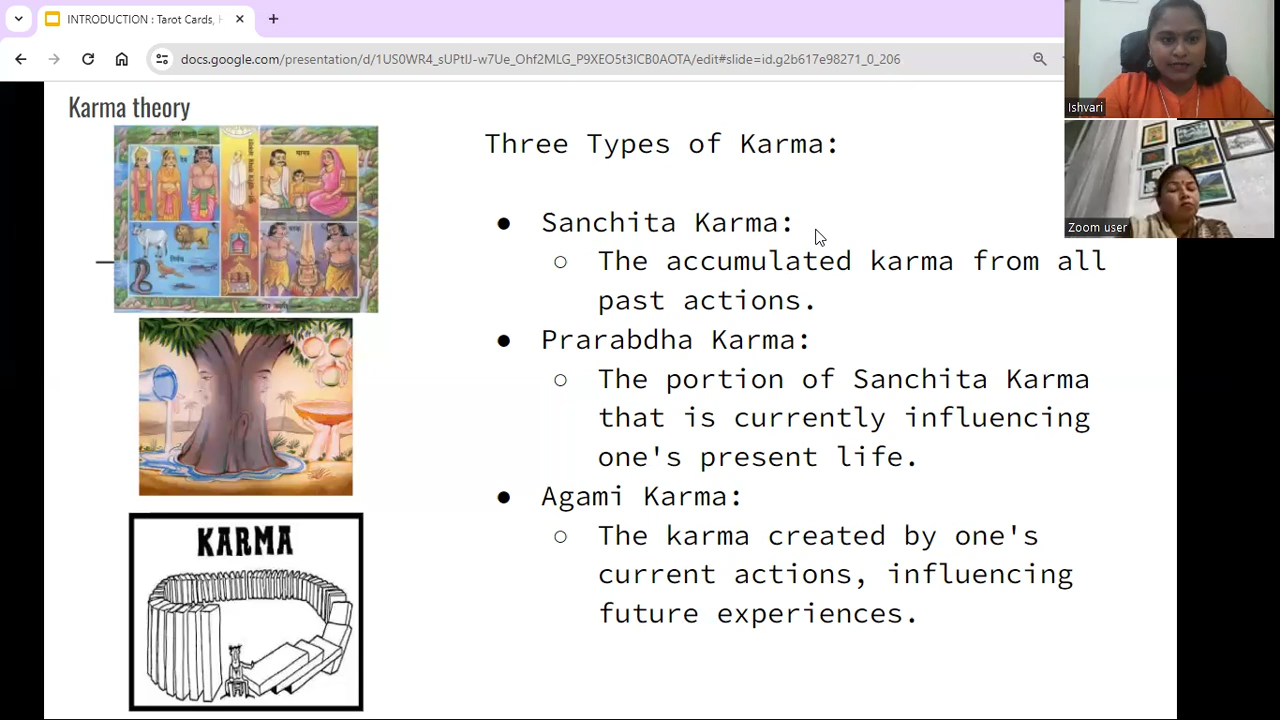 INTRODUCTION : Tarot Cards,
docs.google.com/presentation/d/1US0WR4_sUPtIJ-w7Ue_Ohf2MLG_P9XEO5t3ICB0AOTA/edit#slide=id.g2b617e98271_0_206
Ishvari
Zoom user
Karma theory
Three Types of Karma:
● Sanchita Karma:
○ The accumulated karma from all
past actions.
● Prarabdha Karma:
○ The portion of Sanchita Karma
that is currently influencing
one's present life.
● Agami Karma:
○ The karma created by one's
current actions, influencing
future experiences.
KARMA